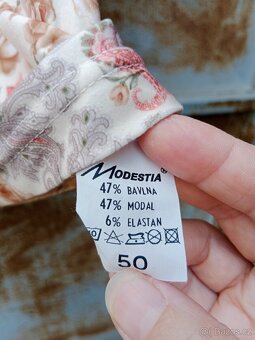 MODESTIA
47% BAVLNA
47% MODAL
6% ELASTAN
50